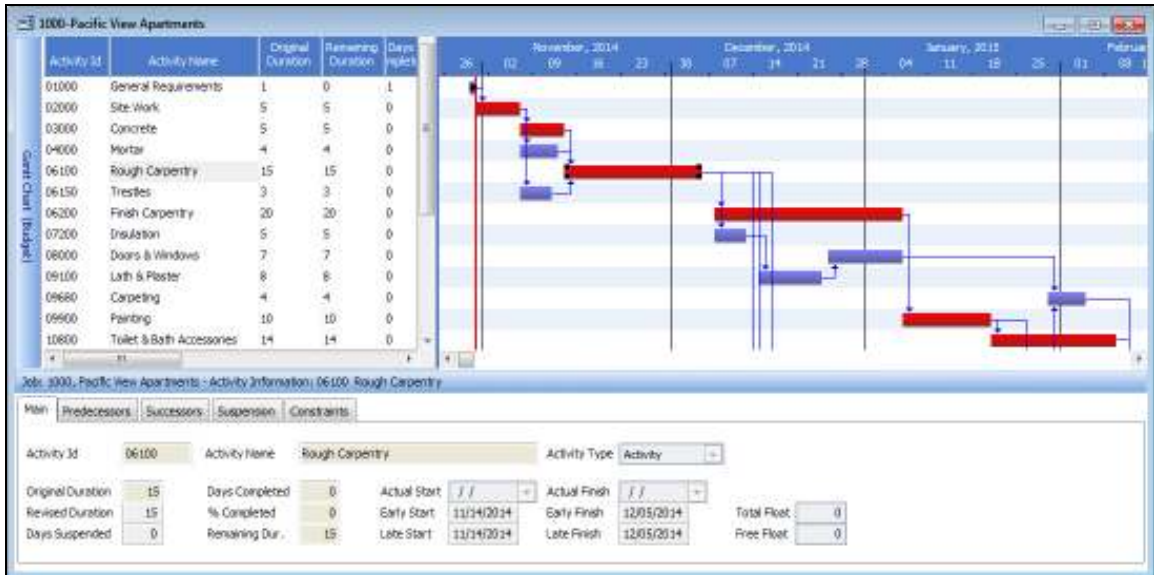 1000-Pacific View Apartments
Activity Id Activity Name Original Duration Remaining Duration Days
November, 2014 December, 2014 January, 2015
26 02 09 16 23 30 07 14 21 28 04 11 18 25 01 08
01000 General Requirements 1 0 1
02000 Site Work 5 5 0
03000 Concrete 5 5 0
04000 Mortar 4 4 0
06100 Rough Carpentry 15 15 0
06150 Trestles 3 3 0
06200 Finish Carpentry 20 20 0
07200 Insulation 5 5 0
08000 Doors & Windows 7 7 0
09100 Lath & Plaster 8 8 0
09680 Carpeting 4 4 0
09900 Painting 10 10 0
10800 Toilet & Bath Accessories 14 14 0
Gantt Chart [Budget]
Job: 1000, Pacific View Apartments - Activity Information: 06100 Rough Carpentry
Main Predecessors Successors Suspension Constraints
Activity Id 06100 Activity Name Rough Carpentry Activity Type Activity
Original Duration 15 Days Completed 0 Actual Start / / Actual Finish / /
Revised Duration 15 % Completed 0 Early Start 11/14/2014 Early Finish 12/05/2014 Total Float 0
Days Suspended 0 Remaining Dur. 15 Late Start 11/14/2014 Late Finish 12/05/2014 Free Float 0